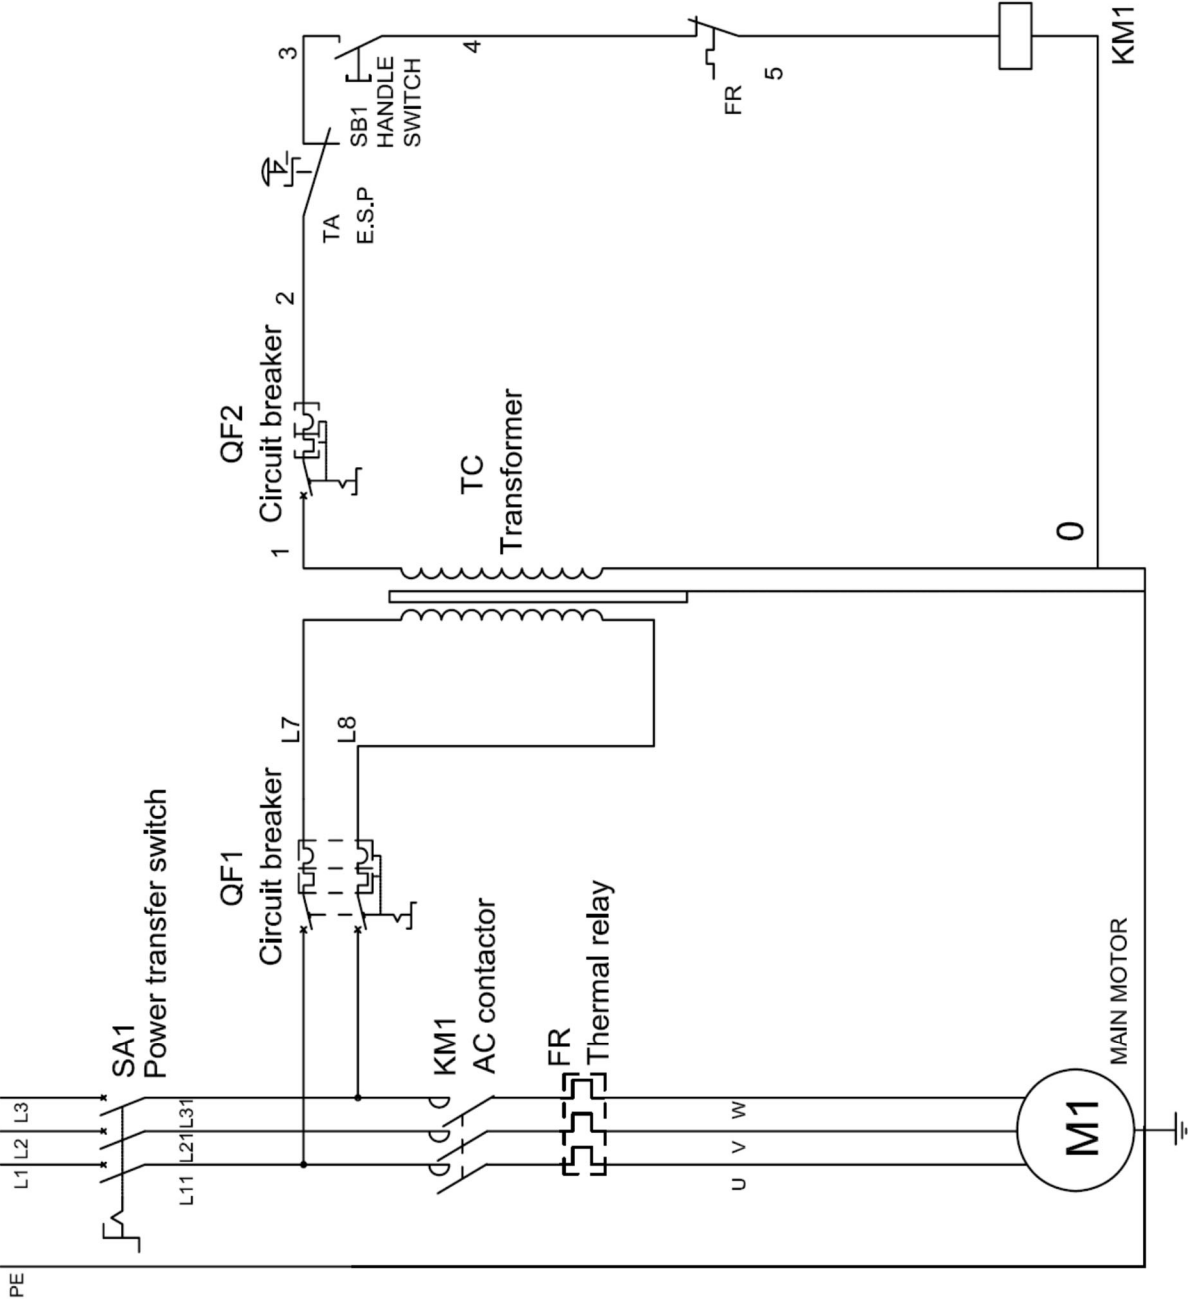 PE
L1
L2
L3
SA1
Power transfer switch
L11
L21
L31
QF1
Circuit breaker
L7
L8
QF2
Circuit breaker
1
2
TA
E.S.P
3
SB1
HANDLE
SWITCH
4
FR
5
KM1
TC
Transformer
0
KM1
AC contactor
FR
Thermal relay
U
V
W
M1
MAIN MOTOR